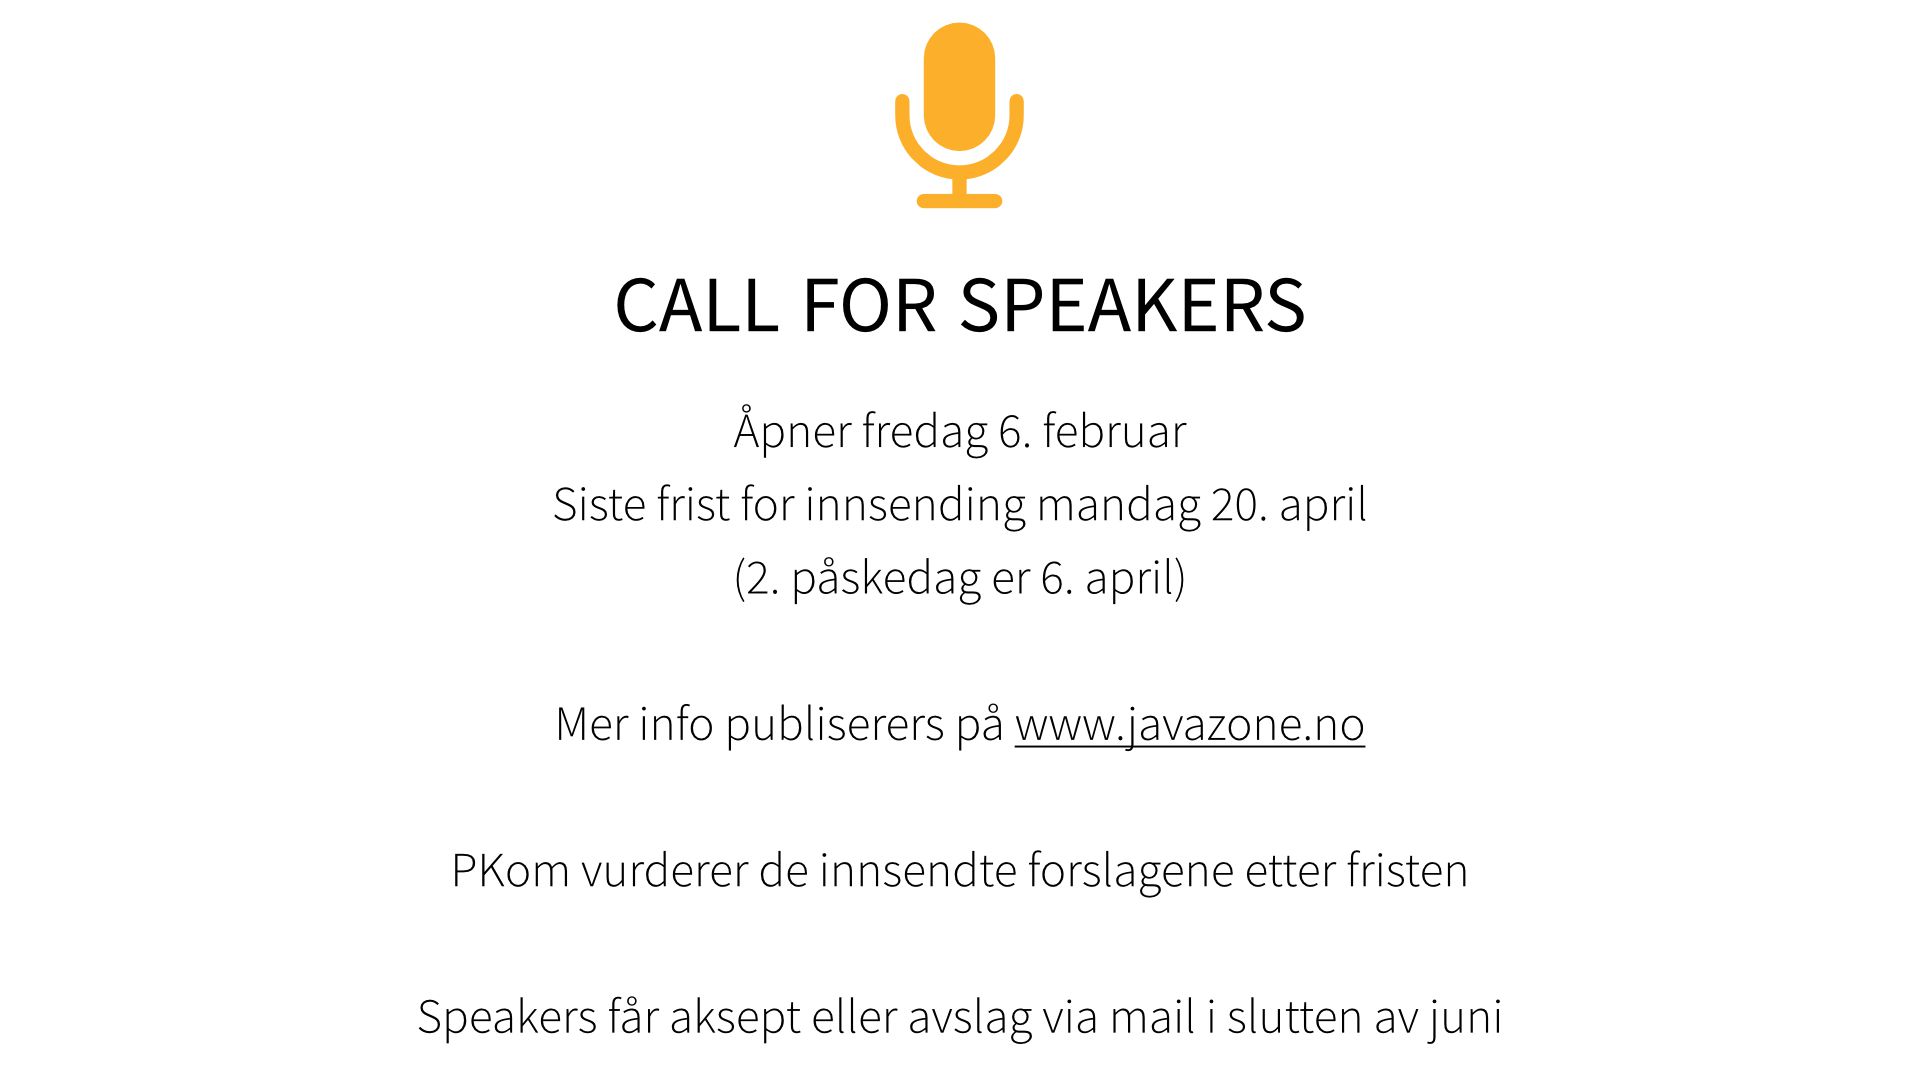 CALL FOR SPEAKERS
Åpner fredag 6. februar
Siste frist for innsending mandag 20. april
(2. påskedag er 6. april)
Mer info publiserers på www.javazone.no
PKom vurderer de innsendte forslagene etter fristen
Speakers får aksept eller avslag via mail i slutten av juni